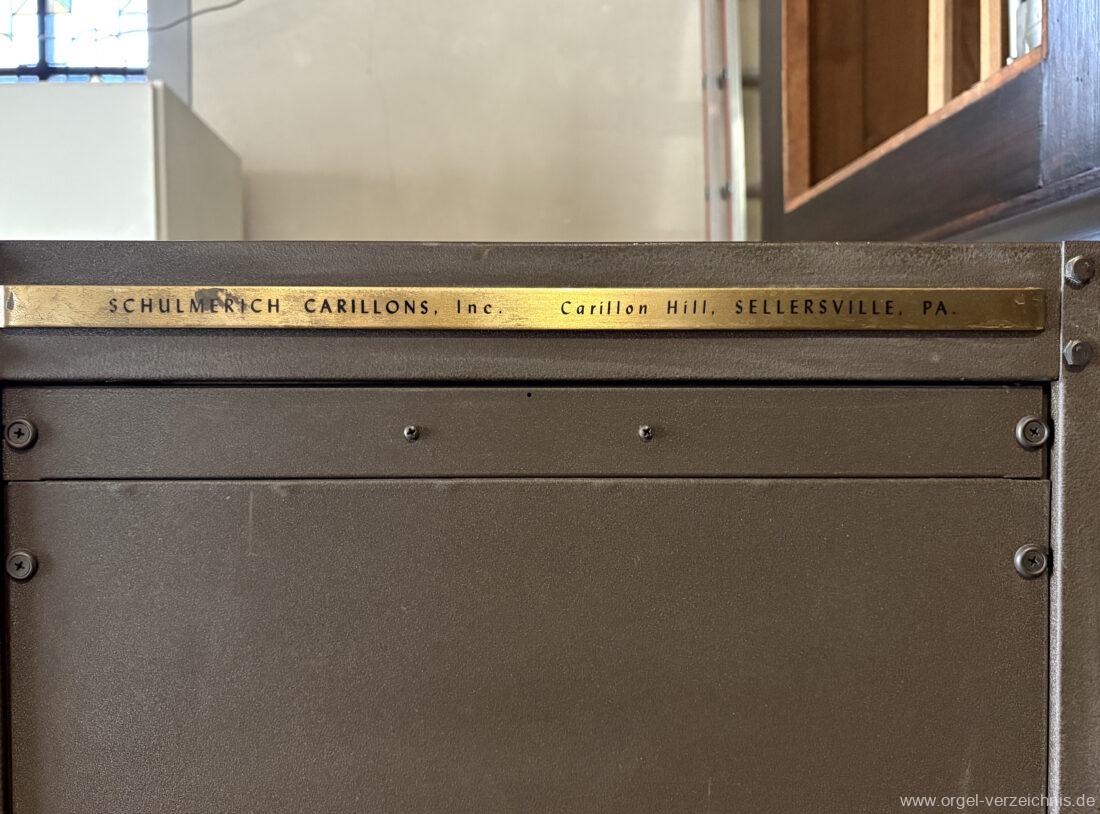 SCHULMERICH CARILLONS, Inc. Carillon Hill, SELLERSVILLE, PA.
www.orgel-verzeichnis.de